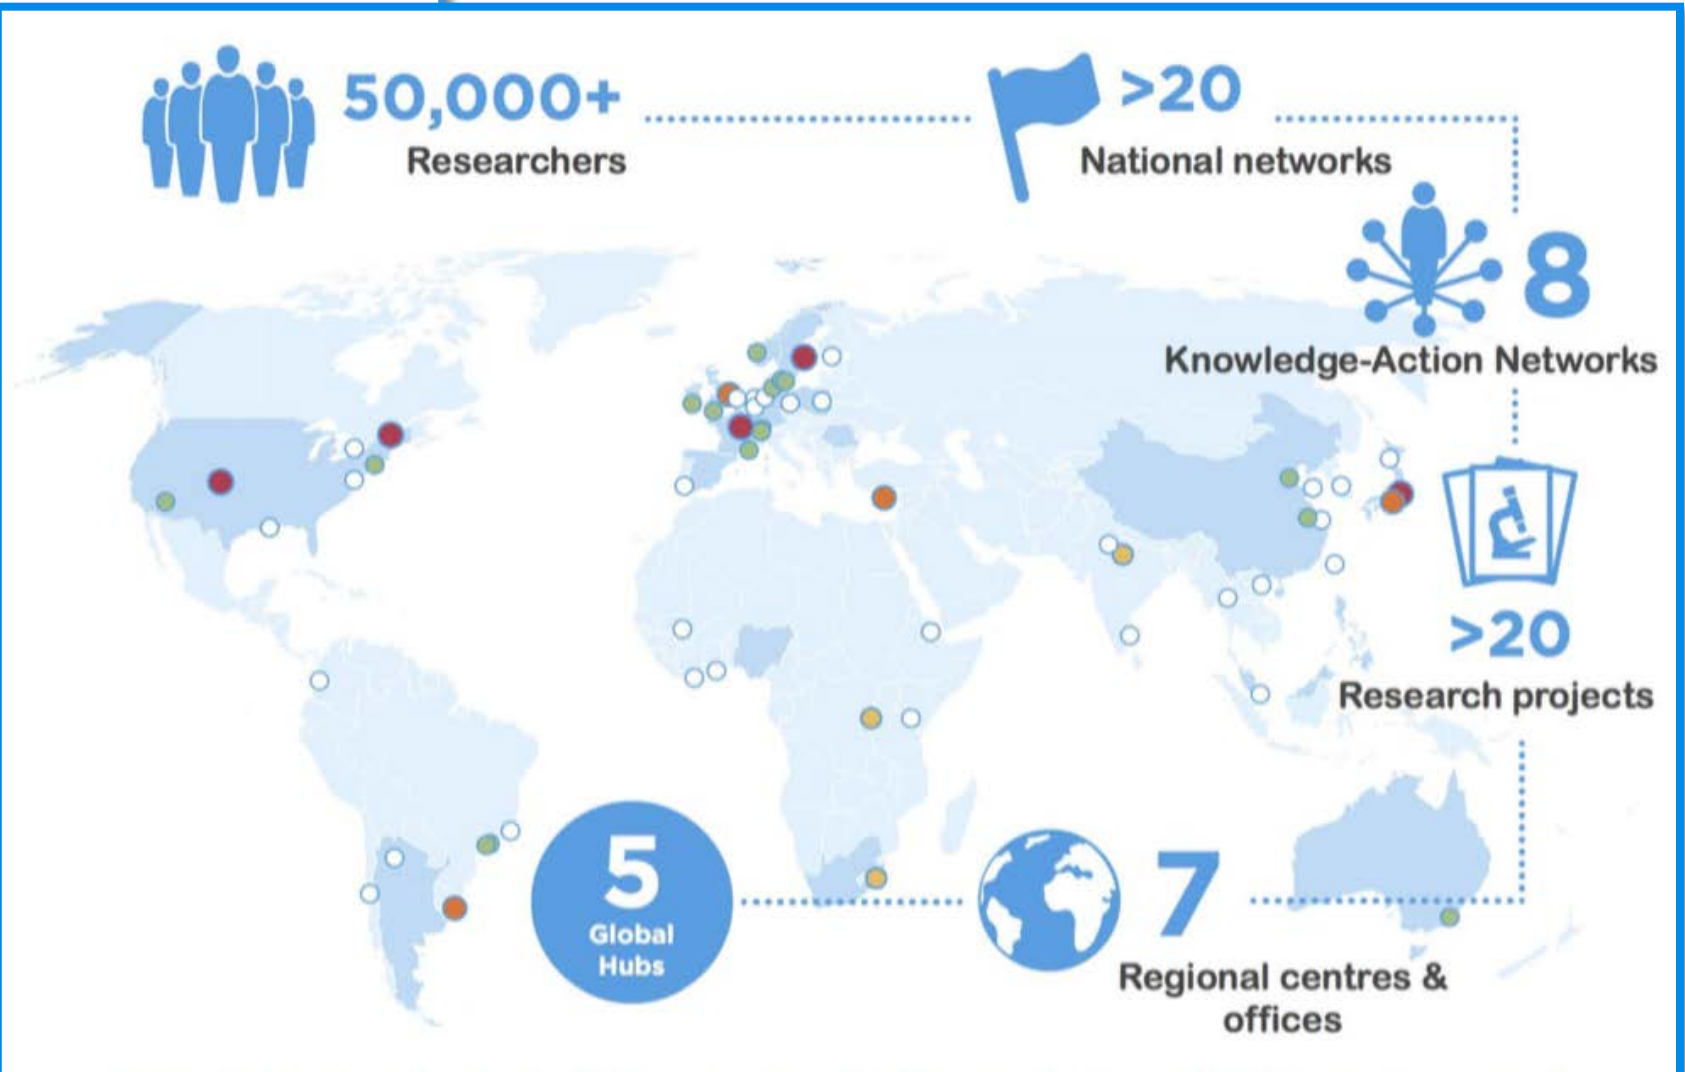 50,000+
Researchers
>20
National networks
8
Knowledge-Action Networks
>20
Research projects
5
Global
Hubs
7
Regional centres &
offices